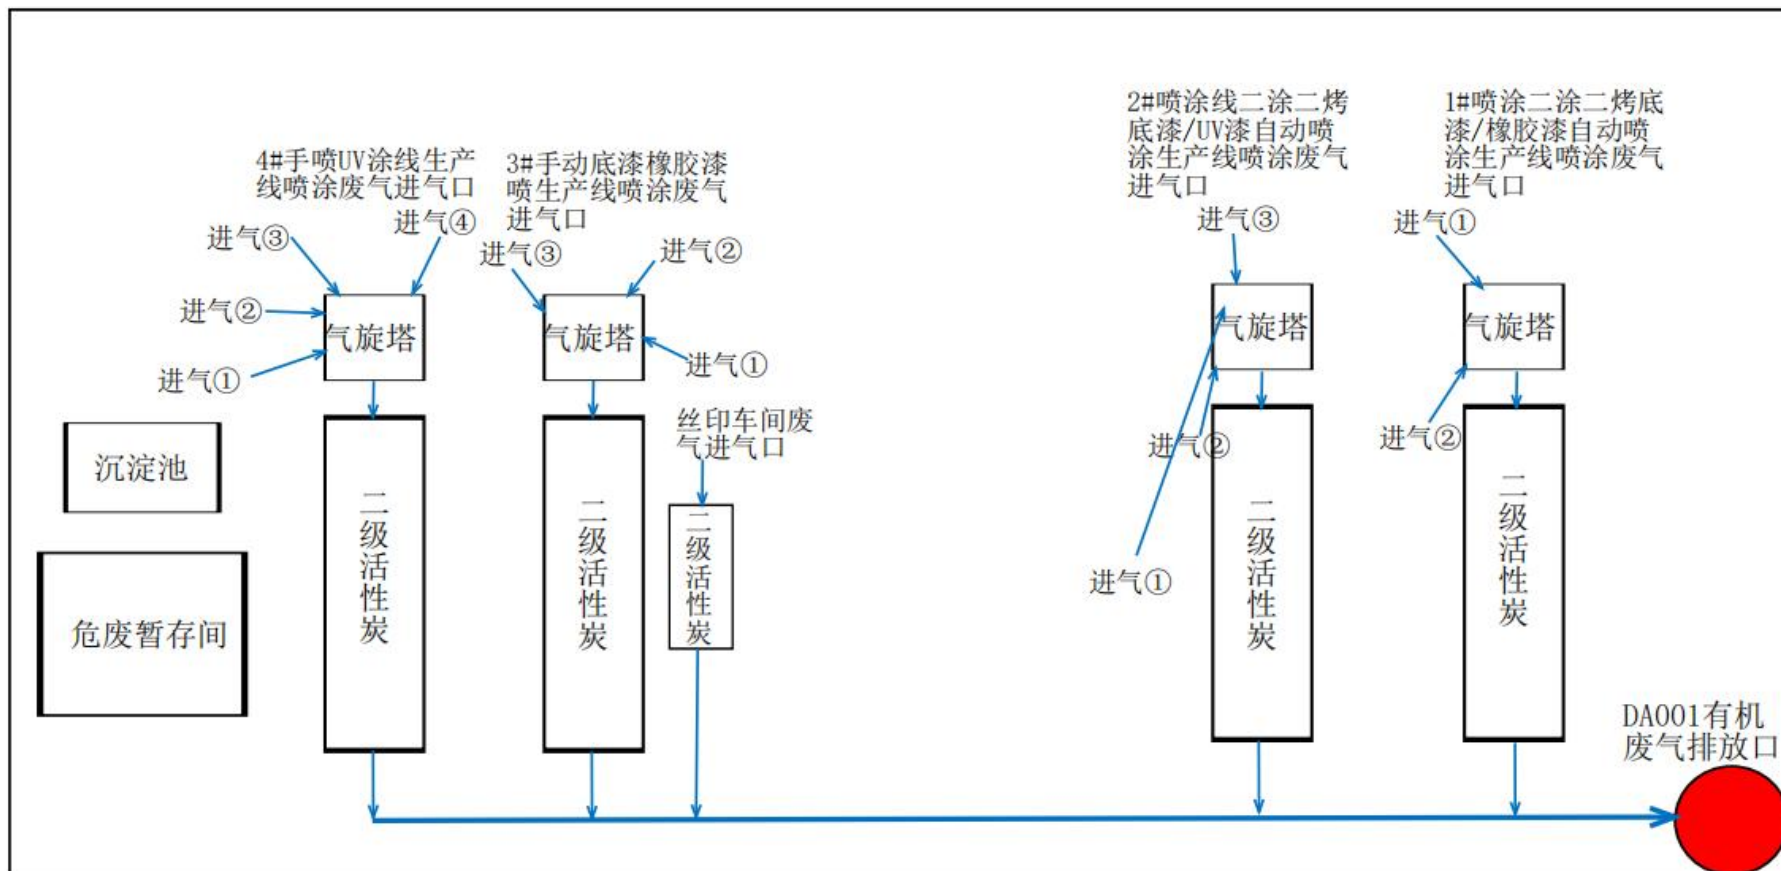 4#手喷UV涂线生产
线喷涂废气进气口
进气③
进气④
进气②
进气①
气旋塔
二级活性炭
沉淀池
危废暂存间
3#手动底漆橡胶漆
喷生产线喷涂废气
进气口
进气③
进气②
进气①
气旋塔
二级活性炭
丝印车间废
气进气口
二级活性炭
2#喷涂线二涂二烤
底漆/UV漆自动喷
涂生产线喷涂废气
进气口
进气③
气旋塔
进气②
进气①
二级活性炭
1#喷涂二涂二烤底
漆/橡胶漆自动喷
涂生产线喷涂废气
进气口
进气①
气旋塔
进气②
二级活性炭
DA001有机
废气排放口